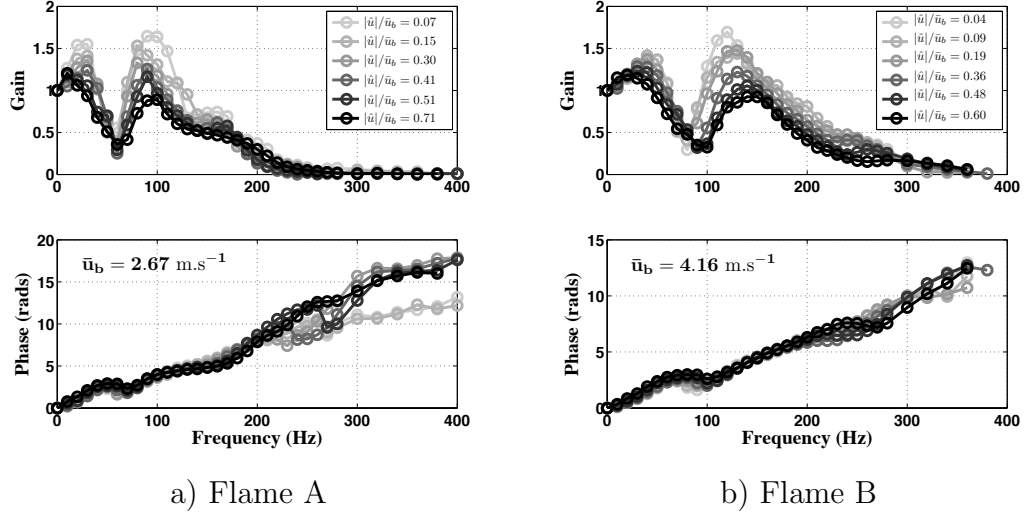 2
1.5
1
0.5
0
Gain
|û|/ū_b = 0.07
|û|/ū_b = 0.15
|û|/ū_b = 0.30
|û|/ū_b = 0.41
|û|/ū_b = 0.51
|û|/ū_b = 0.71
0 100 200 300 400
2
1.5
1
0.5
0
Gain
|û|/ū_b = 0.04
|û|/ū_b = 0.09
|û|/ū_b = 0.19
|û|/ū_b = 0.36
|û|/ū_b = 0.48
|û|/ū_b = 0.60
0 100 200 300 400
20
15
10
5
0
Phase (rads)
ū_b = 2.67 m.s⁻¹
0 100 200 300 400
Frequency (Hz)
15
10
5
0
Phase (rads)
ū_b = 4.16 m.s⁻¹
0 100 200 300 400
Frequency (Hz)
a) Flame A
b) Flame B